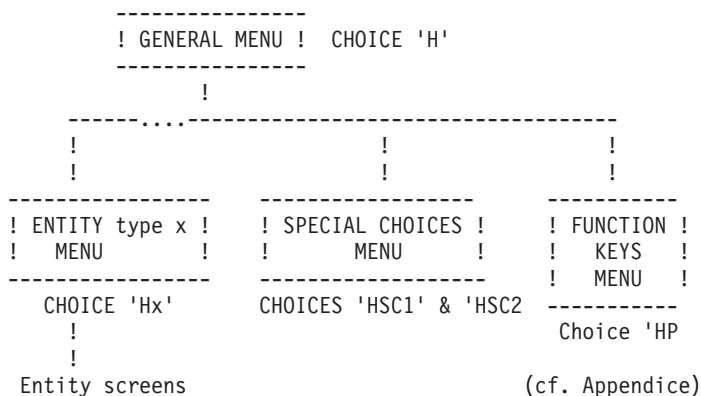 ----------------
! GENERAL MENU ! CHOICE 'H'
----------------
!
------....------------------------------------
! ! !
! ! !
----------------- ------------------ -----------
! ENTITY type x ! ! SPECIAL CHOICES ! ! FUNCTION !
! MENU ! ! MENU ! ! KEYS !
----------------- ------------------- ! MENU !
CHOICE 'Hx' CHOICES 'HSC1' & 'HSC2 -----------
! Choice 'HP
!
Entity screens (cf. Appendice)